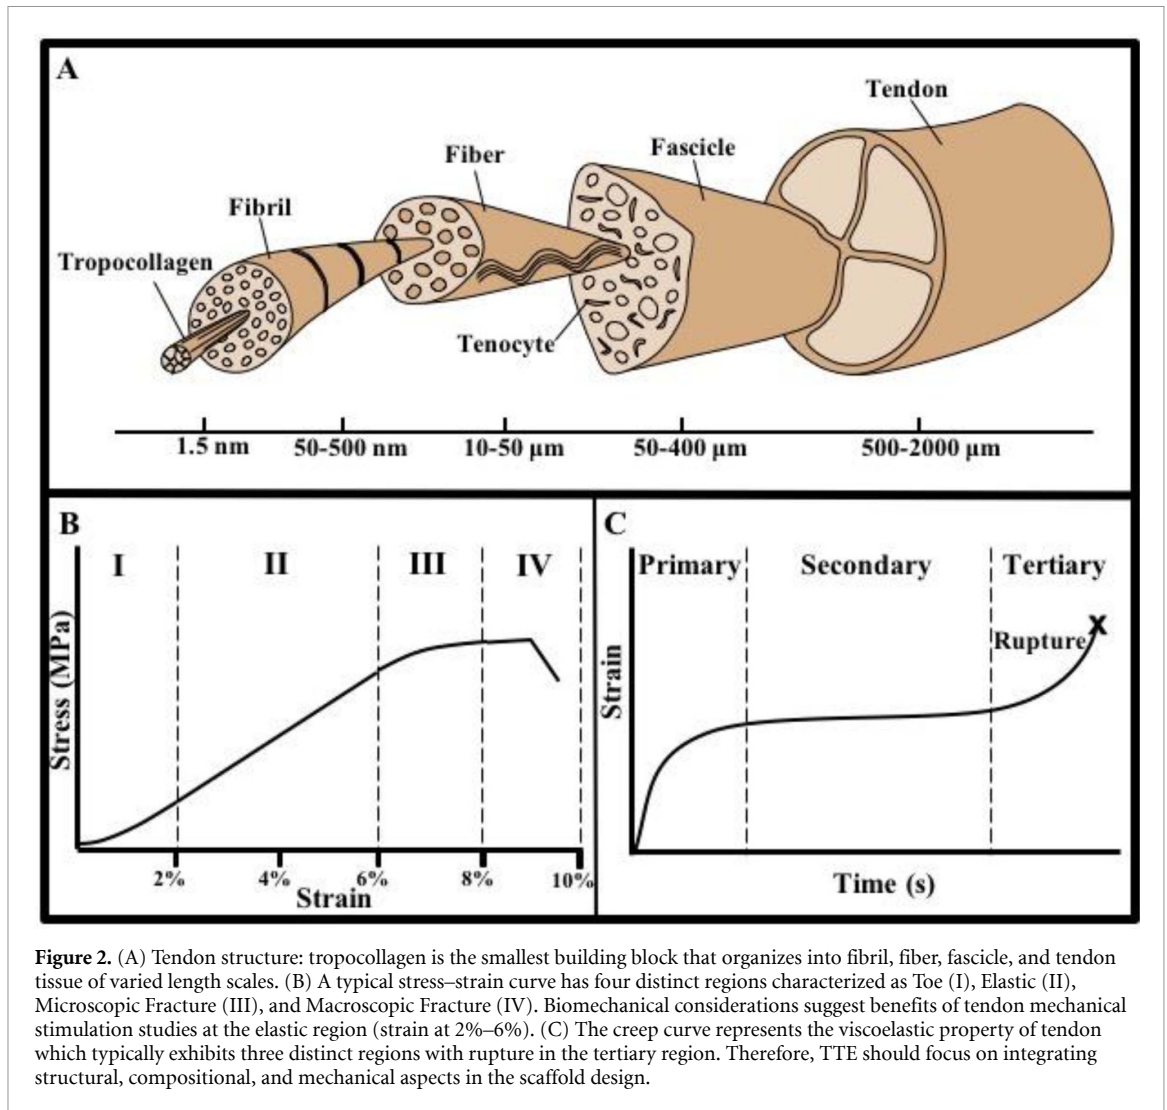 A
Tendon
Fiber
Fascicle
Fibril
Tropocollagen
Tenocyte
1.5 nm
50-500 nm
10-50 μm
50-400 μm
500-2000 μm
B
I
II
III
IV
Stress (MPa)
2%
4%
6%
8%
10%
Strain
C
Primary
Secondary
Tertiary
Rupture
X
Strain
Time (s)
Figure 2. (A) Tendon structure: tropocollagen is the smallest building block that organizes into fibril, fiber, fascicle, and tendon
tissue of varied length scales. (B) A typical stress–strain curve has four distinct regions characterized as Toe (I), Elastic (II),
Microscopic Fracture (III), and Macroscopic Fracture (IV). Biomechanical considerations suggest benefits of tendon mechanical
stimulation studies at the elastic region (strain at 2%–6%). (C) The creep curve represents the viscoelastic property of tendon
which typically exhibits three distinct regions with rupture in the tertiary region. Therefore, TTE should focus on integrating
structural, compositional, and mechanical aspects in the scaffold design.